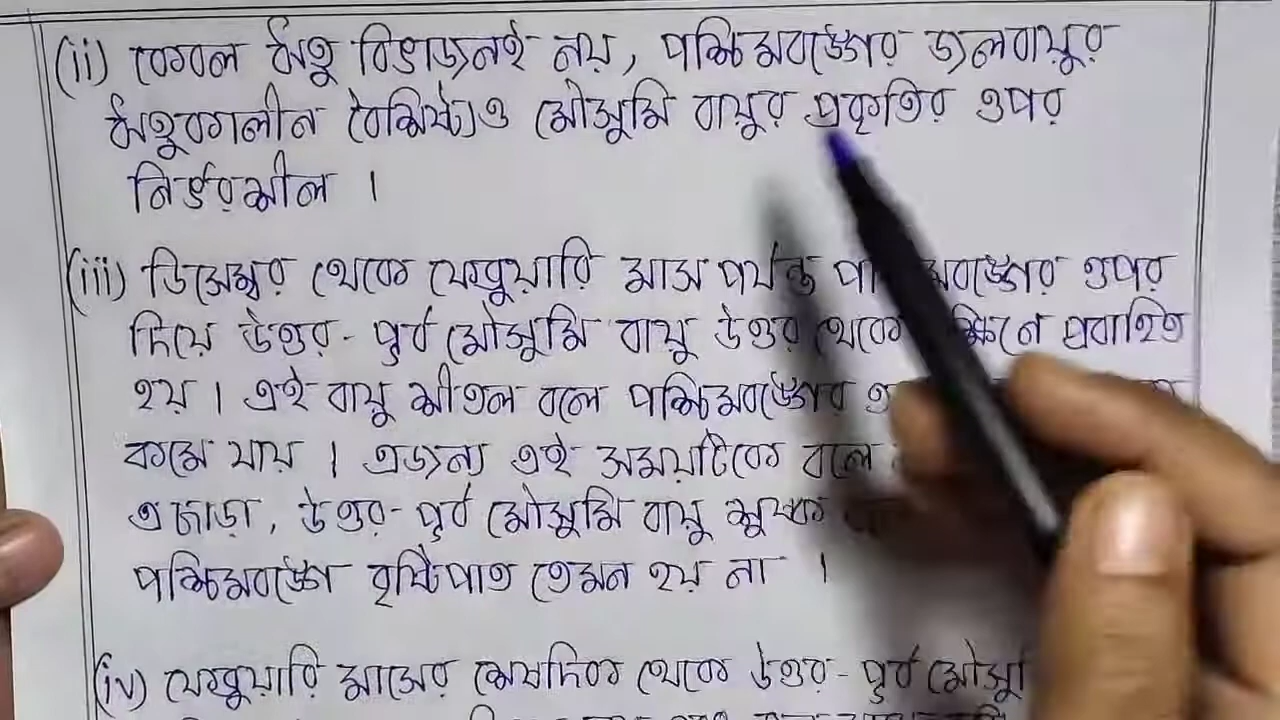 (ii) কেবল ঋতু বিভাজনই নয়, পশ্চিমবঙ্গের জলবায়ুর
ঋতুকালীন বৈশিষ্ট্যও মৌসুমি বায়ুর প্রকৃতির ওপর
নির্ভরশীল ।
(iii) ডিসেম্বর থেকে ফেব্রুয়ারি মাস পর্যন্ত ওপর
দিয়ে উত্তর-পূর্ব মৌসুমি বায়ু উত্তর থেকে প্রবাহিত
হয় । এই বায়ু শীতল বলে পশ্চিমবঙ্গের
কমে যায় । এজন্য এই সময়টিকে বলে
এছাড়া, উত্তর-পূর্ব মৌসুমি বায়ু শুষ্ক
পশ্চিমবঙ্গে বৃষ্টিপাত তেমন হয় না ।
(iv) ফেব্রুয়ারি মাসের শেষদিক থেকে উত্তর-পূর্ব